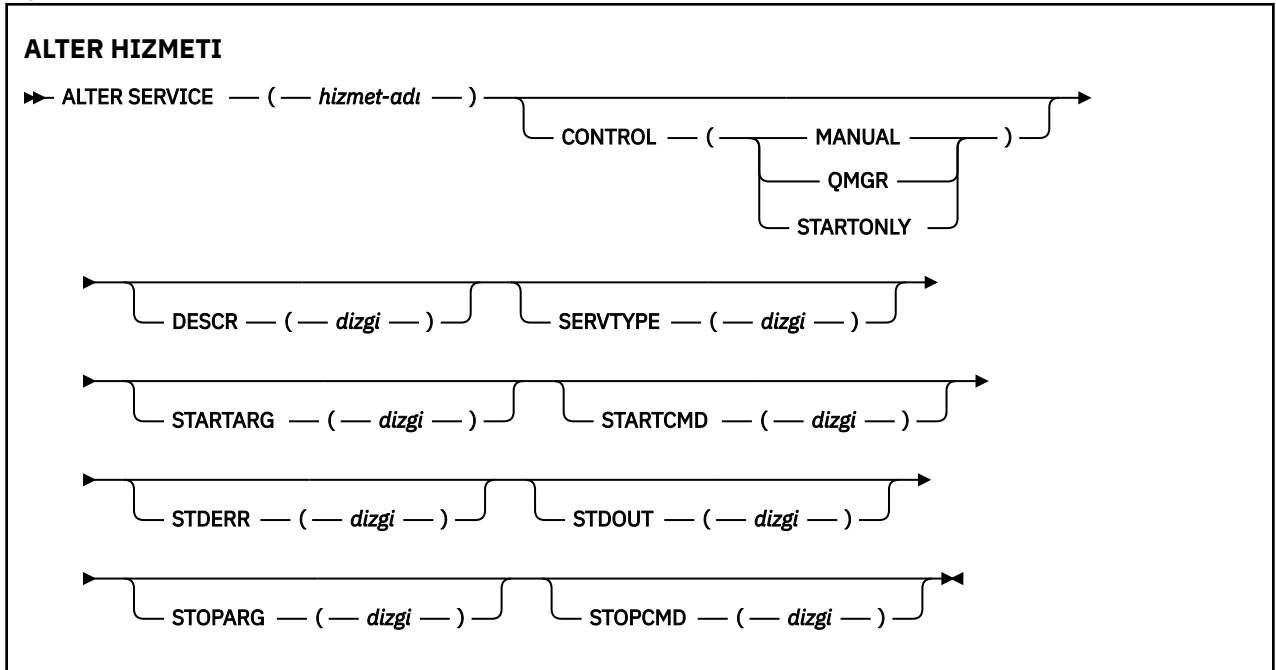 ALTER HIZMETI
ALTER SERVICE ( hizmet-adı )
CONTROL ( MANUAL )
QMGR
STARTONLY
DESCR ( dizgi ) SERVTYPE ( dizgi )
STARTARG ( dizgi ) STARTCMD ( dizgi )
STDERR ( dizgi ) STDOUT ( dizgi )
STOPARG ( dizgi ) STOPCMD ( dizgi )